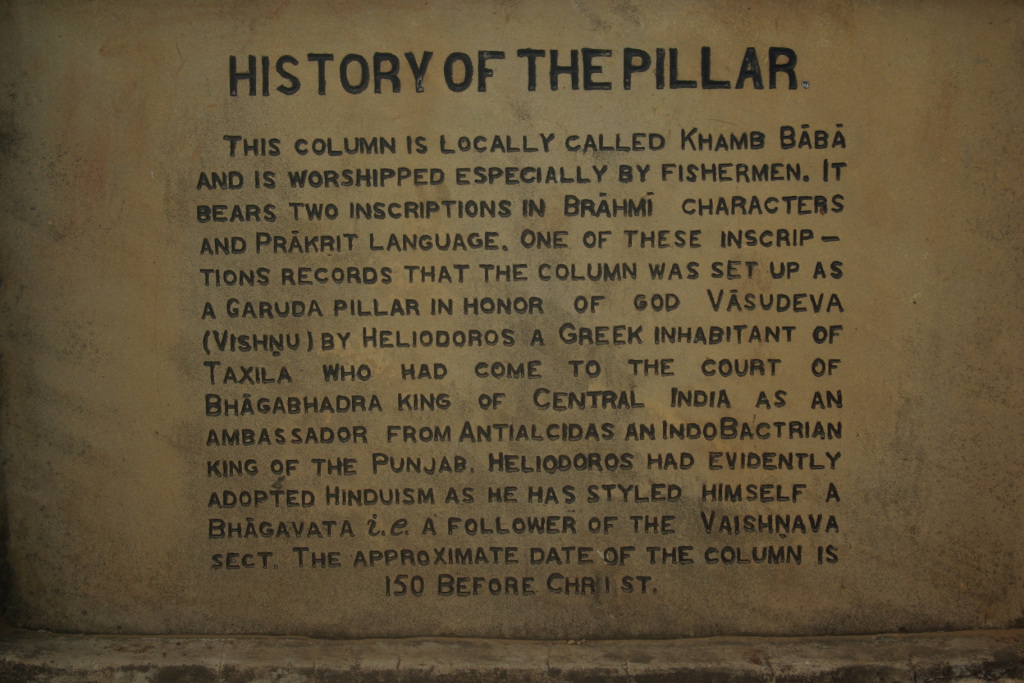 HISTORY OF THE PILLAR.
THIS COLUMN IS LOCALLY CALLED KHAMB BĀBĀ
AND IS WORSHIPPED ESPECIALLY BY FISHERMEN. IT
BEARS TWO INSCRIPTIONS IN BRĀHMĪ CHARACTERS
AND PRĀKRIT LANGUAGE. ONE OF THESE INSCRIP-
TIONS RECORDS THAT THE COLUMN WAS SET UP AS
A GARUDA PILLAR IN HONOR OF GOD VĀSUDEVA
(VISHṆU) BY HELIODOROS A GREEK INHABITANT OF
TAXILA WHO HAD COME TO THE COURT OF
BHĀGABHADRA KING OF CENTRAL INDIA AS AN
AMBASSADOR FROM ANTIALCIDAS AN INDO BACTRIAN
KING OF THE PUNJAB. HELIODOROS HAD EVIDENTLY
ADOPTED HINDUISM AS HE HAS STYLED HIMSELF A
BHĀGAVATA i.e. A FOLLOWER OF THE VAISHṆAVA
SECT. THE APPROXIMATE DATE OF THE COLUMN IS
150 BEFORE CHRIST.